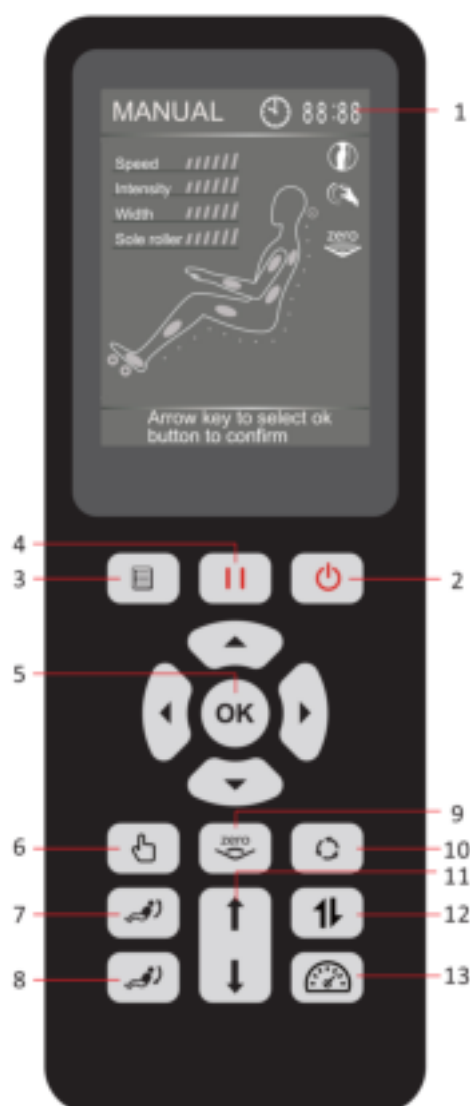 MANUAL 88:88 1
Speed
Intensity
Width
Sole roller
zero
Arrow key to select ok
button to confirm
4
3 2
5 OK
9
6 zero 10
11
7 12
8 13